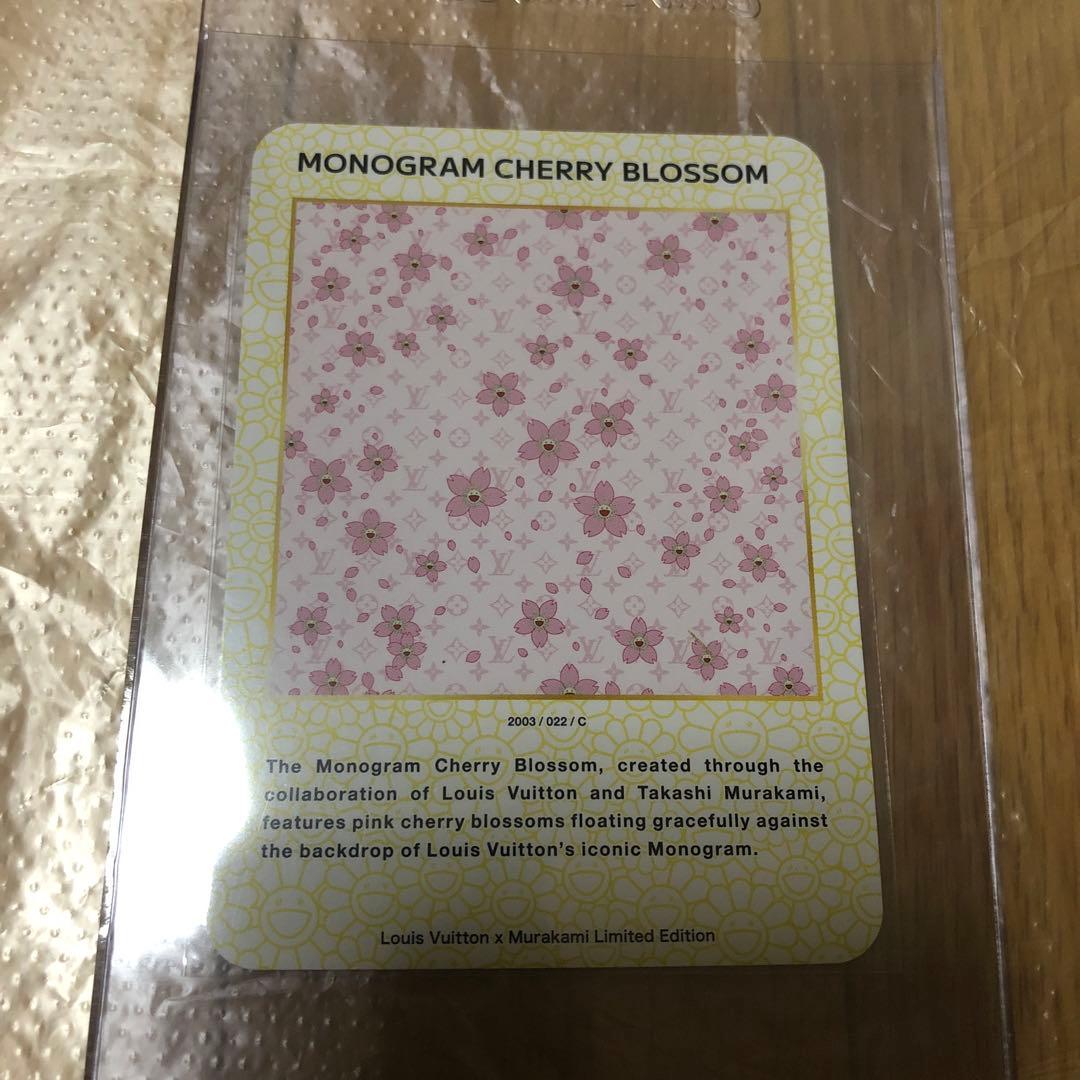 MONOGRAM CHERRY BLOSSOM
2003 / 022 / C
The Monogram Cherry Blossom, created through the
collaboration of Louis Vuitton and Takashi Murakami,
features pink cherry blossoms floating gracefully against
the backdrop of Louis Vuitton's iconic Monogram.
Louis Vuitton x Murakami Limited Edition